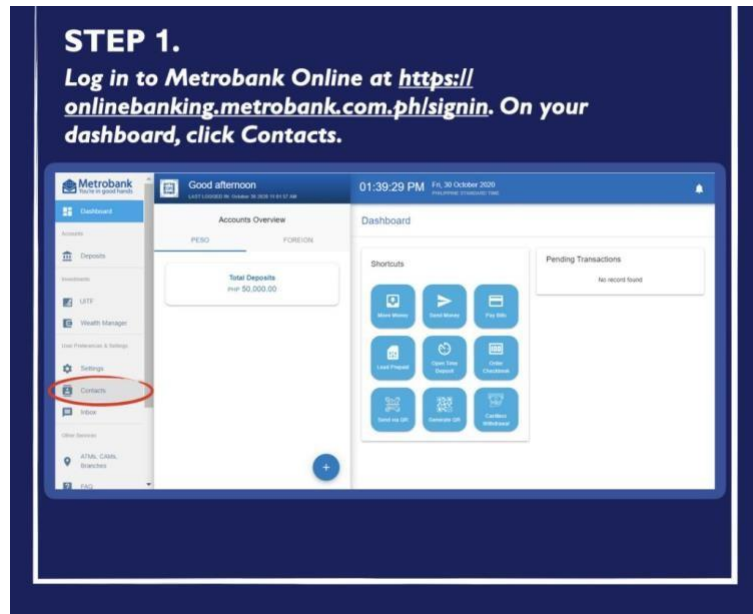 STEP 1.
Log in to Metrobank Online at https://
onlinebanking.metrobank.com.ph/signin. On your
dashboard, click Contacts.
Metrobank
You're in good hands
Good afternoon
01:39:29 PM Fri, 30 October 2020
PHILIPPINE STANDARD TIME
Dashboard
Accounts Overview
Dashboard
Accounts
PESO FOREIGN
Deposits
Shortcuts
Pending Transactions
Investments
Total Deposits
No record found
PHP 50,000.00
UITF
Move Money Send Money Pay Bills
Wealth Manager
User Preferences & Settings
Settings
Load Prepaid Open Time Deposit Order Checkbook
Contacts
Inbox
Send via QR Generate QR Cardless Withdrawal
Other Services
ATMs, CAMs,
Branches
FAQ